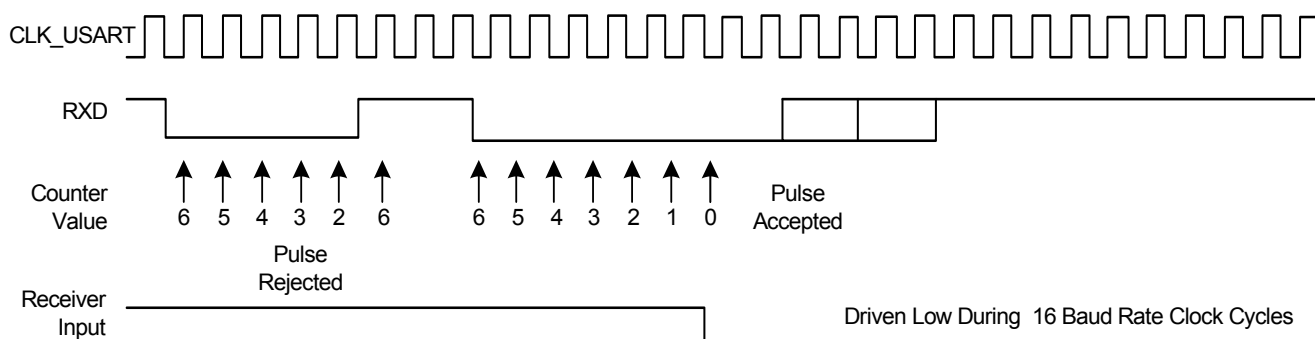 CLK_USART
RXD
Counter
Value
6 5 4 3 2 6 6 5 4 3 2 1 0
Pulse
Accepted
Pulse
Rejected
Receiver
Input
Driven Low During 16 Baud Rate Clock Cycles